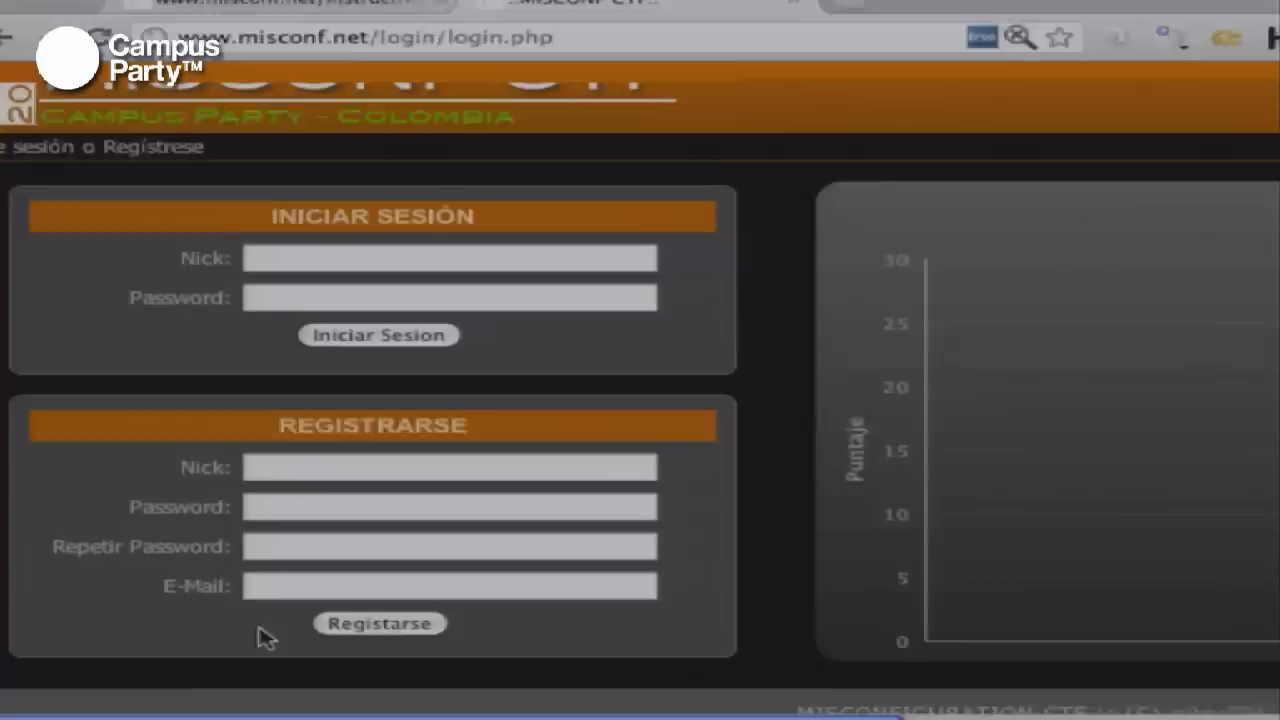 Campus
Party™
www.misconf.net/login/login.php
20
CAMPUS PARTY - COLOMBIA
e sesión o Regístrese
INICIAR SESIÓN
Nick:
Password:
Iniciar Sesion
REGISTRARSE
Nick:
Password:
Repetir Password:
E-Mail:
Registarse
Puntaje
30
25
20
15
10
5
0